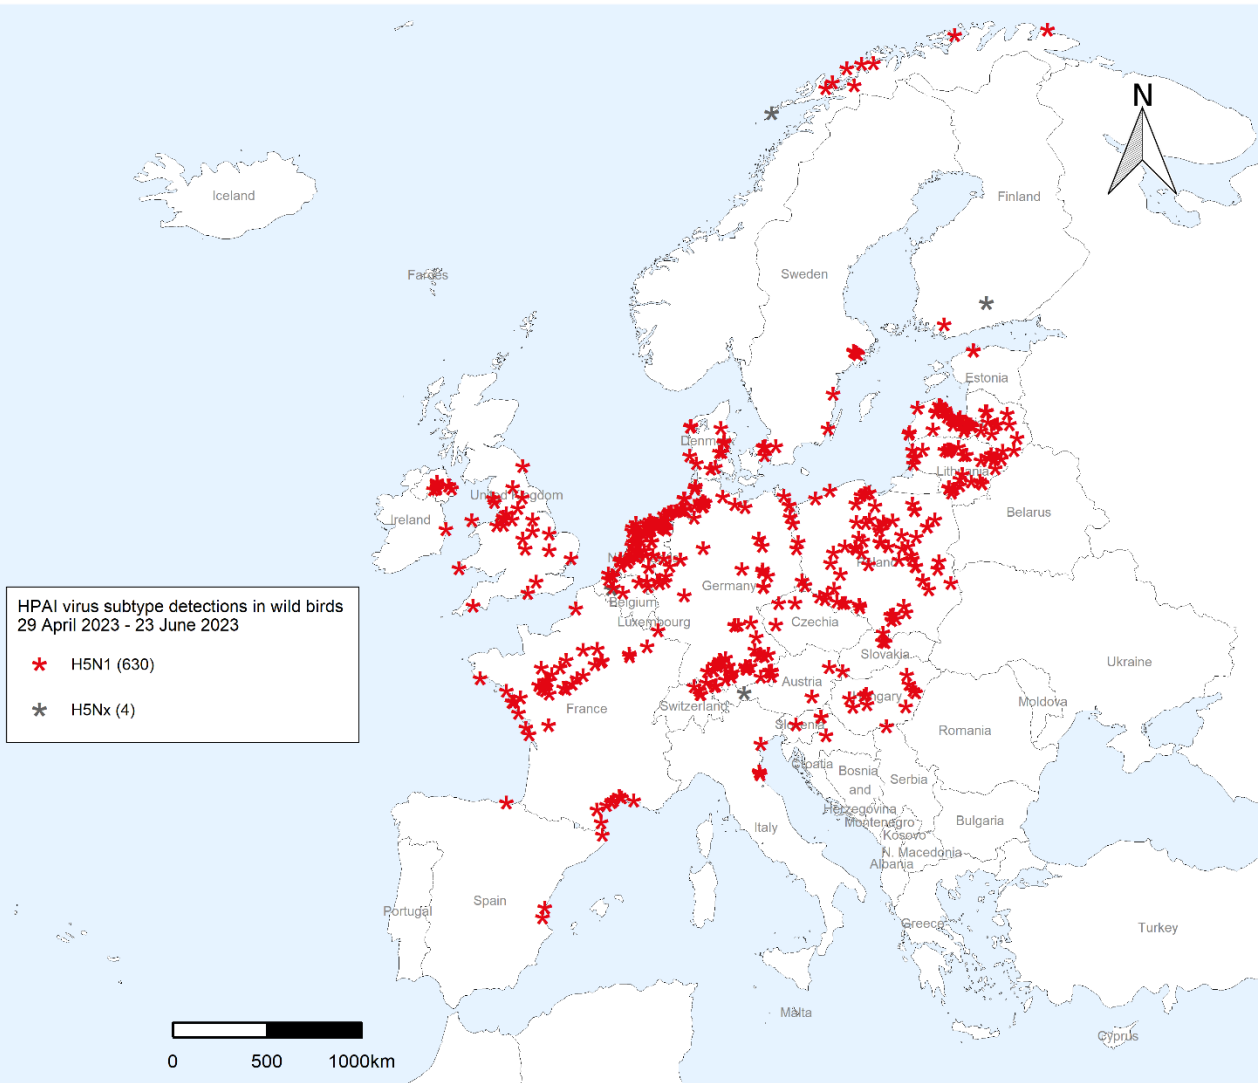 N
Iceland
Finland
Faroes
Sweden
Estonia
Denm
Lithuania
United Kingdom
Ireland
Belarus
N
Poland
Germany
Belgium
HPAI virus subtype detections in wild birds
29 April 2023 - 23 June 2023
H5N1 (630)
H5Nx (4)
Luxembourg
Czechia
Slovakia
Ukraine
Austria
Hungary
Switzerland
France
Moldova
Slovenia
Romania
Croatia
Bosnia
and
Herzegovina
Serbia
Montenegro
Bulgaria
Italy
Kosovo
N. Macedonia
Albania
Spain
Portugal
Greece
Turkey
Malta
Cyprus
0 500 1000km